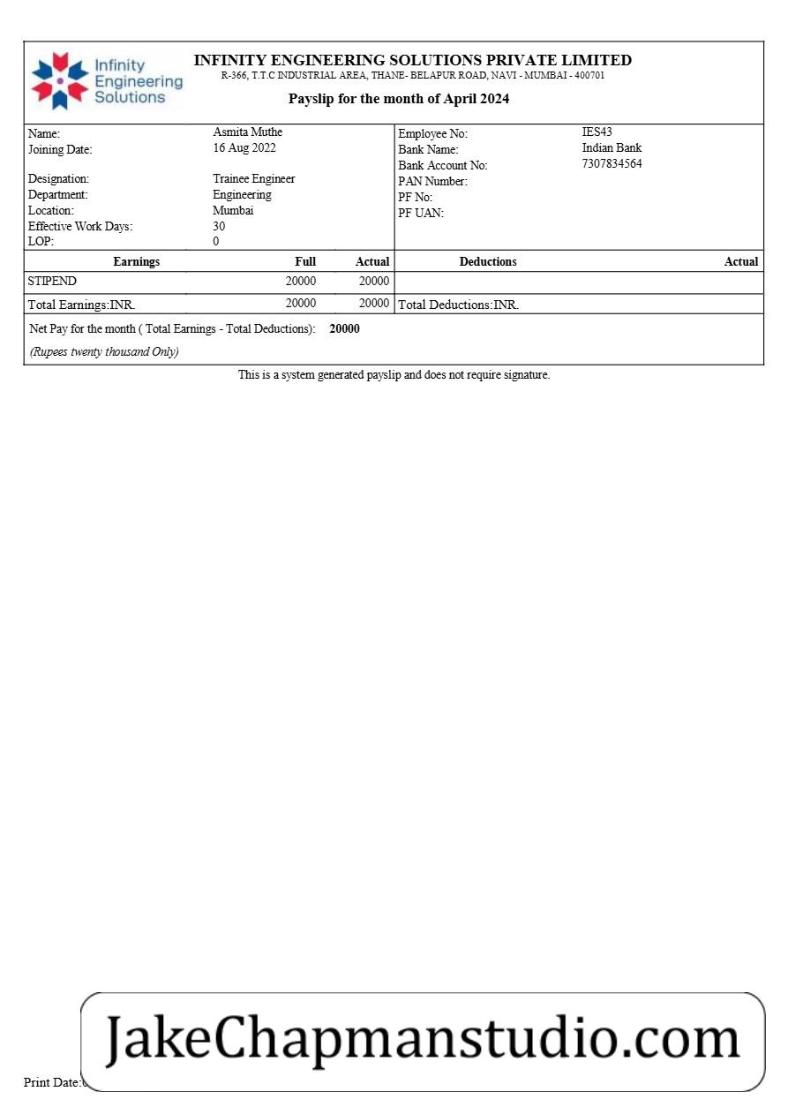 Infinity
Engineering
Solutions
INFINITY ENGINEERING SOLUTIONS PRIVATE LIMITED
R-366, T.T.C INDUSTRIAL AREA, THANE- BELAPUR ROAD, NAVI - MUMBAI - 400701
Payslip for the month of April 2024
Name: Asmita Muthe
Joining Date: 16 Aug 2022
Designation: Trainee Engineer
Department: Engineering
Location: Mumbai
Effective Work Days: 30
LOP: 0
Employee No: IES43
Bank Name: Indian Bank
Bank Account No: 7307834564
PAN Number:
PF No:
PF UAN:
Earnings Full Actual Deductions Actual
STIPEND 20000 20000
Total Earnings:INR. 20000 20000 Total Deductions:INR.
Net Pay for the month ( Total Earnings - Total Deductions): 20000
(Rupees twenty thousand Only)
This is a system generated payslip and does not require signature.
JakeChapmanstudio.com
Print Date: